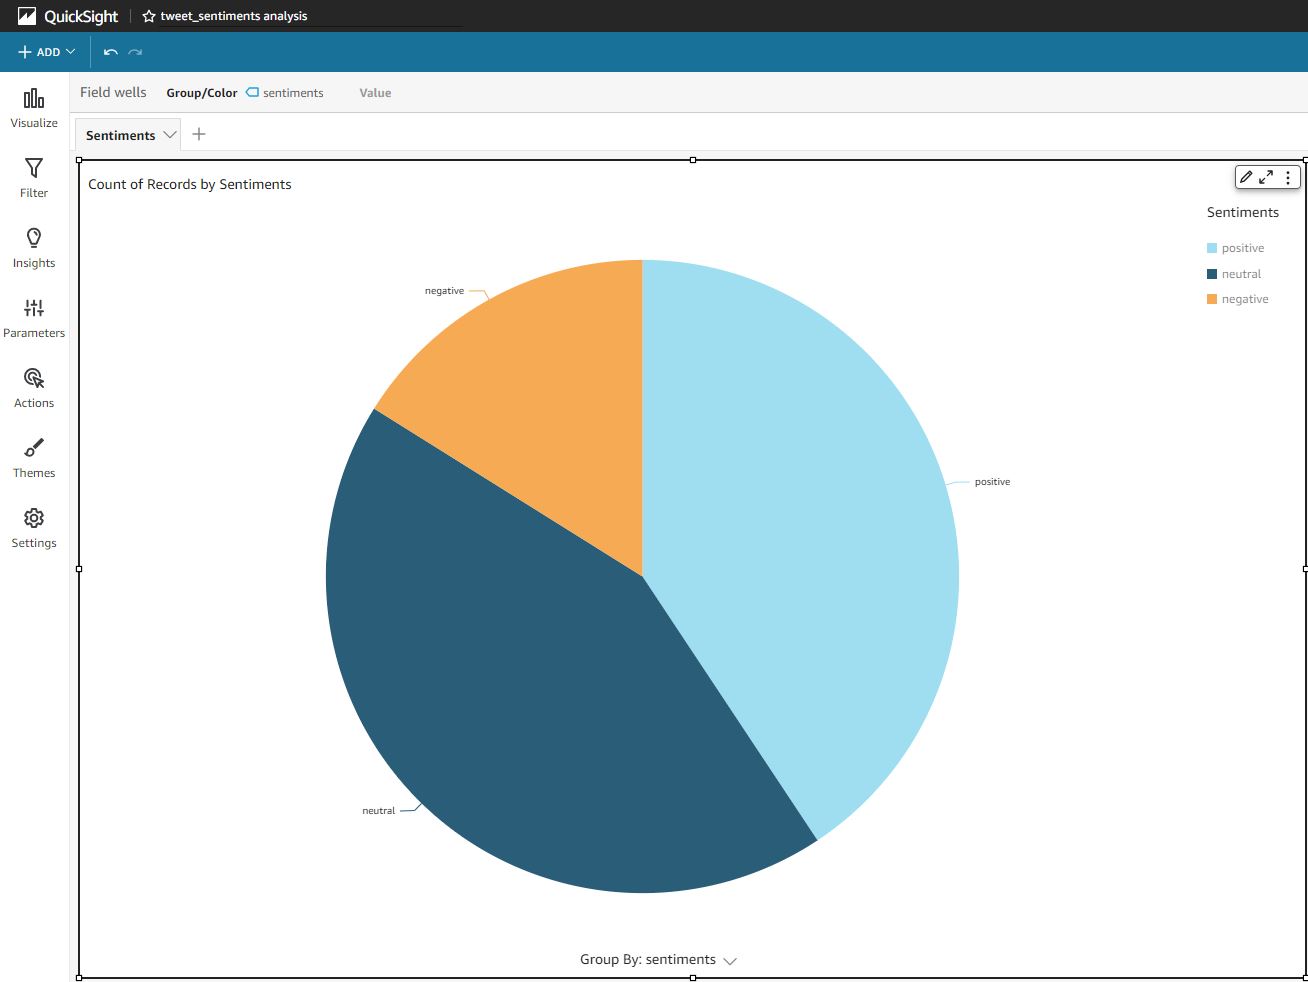 QuickSight
tweet_sentiments analysis
ADD
Field wells Group/Color sentiments Value
Visualize
Filter
Insights
Parameters
Actions
Themes
Settings
Sentiments
Count of Records by Sentiments
Sentiments
positive
neutral
negative
negative
positive
neutral
Group By: sentiments